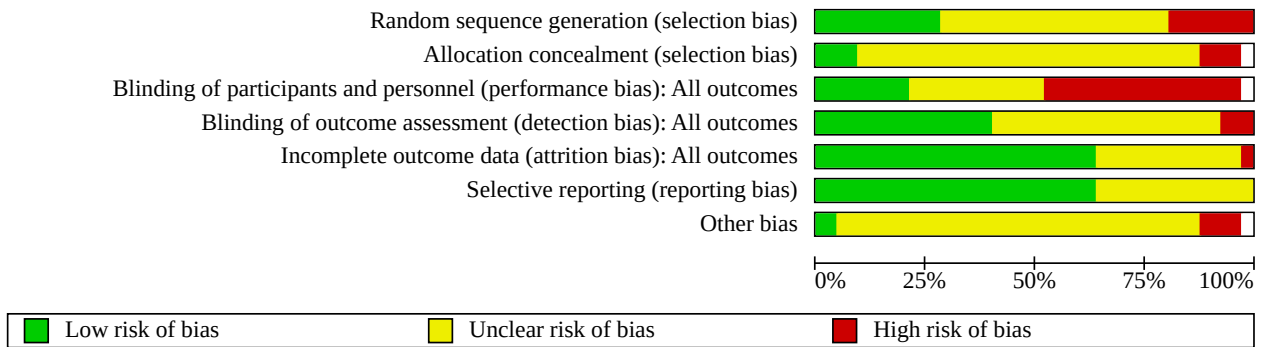 Random sequence generation (selection bias)
Allocation concealment (selection bias)
Blinding of participants and personnel (performance bias): All outcomes
Blinding of outcome assessment (detection bias): All outcomes
Incomplete outcome data (attrition bias): All outcomes
Selective reporting (reporting bias)
Other bias
0% 25% 50% 75% 100%
Low risk of bias Unclear risk of bias High risk of bias